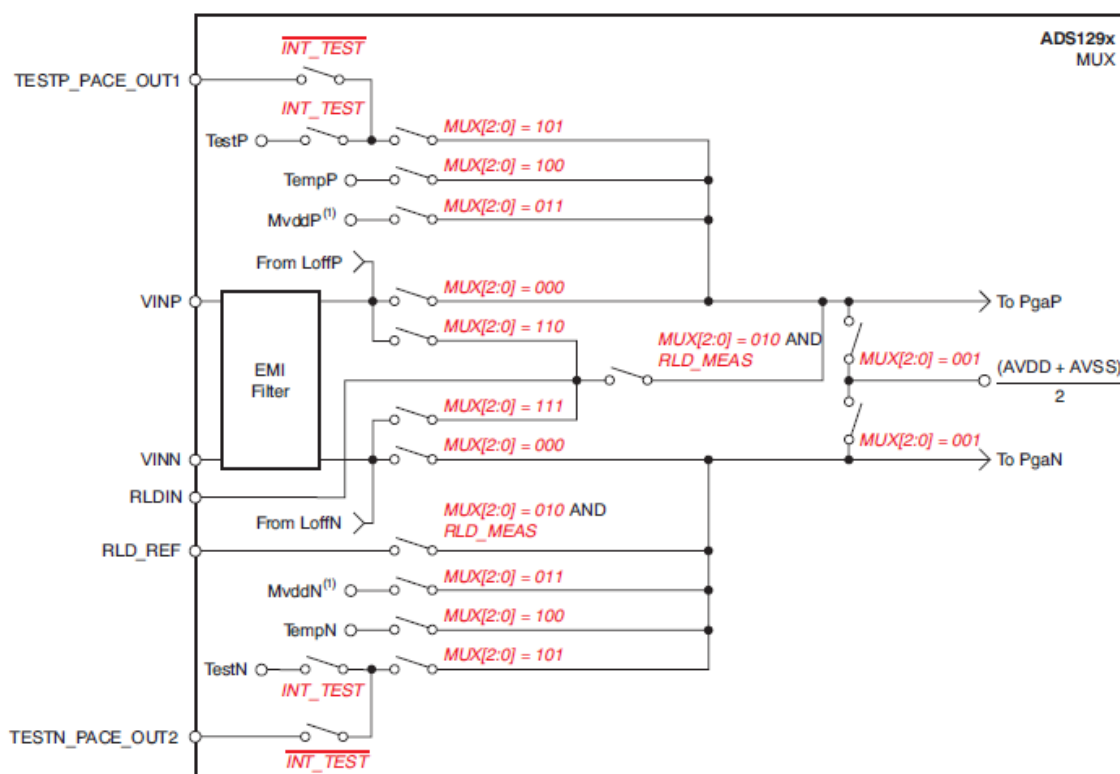 ADS129x
MUX
INT_TEST
TESTP_PACE_OUT1
INT_TEST
MUX[2:0] = 101
TestP
TempP
MUX[2:0] = 100
MvddP(1)
MUX[2:0] = 011
From LoffP
MUX[2:0] = 000
VINP
To PgaP
MUX[2:0] = 110
MUX[2:0] = 010 AND
RLD_MEAS
MUX[2:0] = 001
(AVDD + AVSS)
2
EMI
Filter
MUX[2:0] = 111
MUX[2:0] = 000
MUX[2:0] = 001
VINN
To PgaN
RLDIN
From LoffN
MUX[2:0] = 010 AND
RLD_MEAS
RLD_REF
MvddN(1)
MUX[2:0] = 011
TempN
MUX[2:0] = 100
TestN
MUX[2:0] = 101
INT_TEST
TESTN_PACE_OUT2
INT_TEST